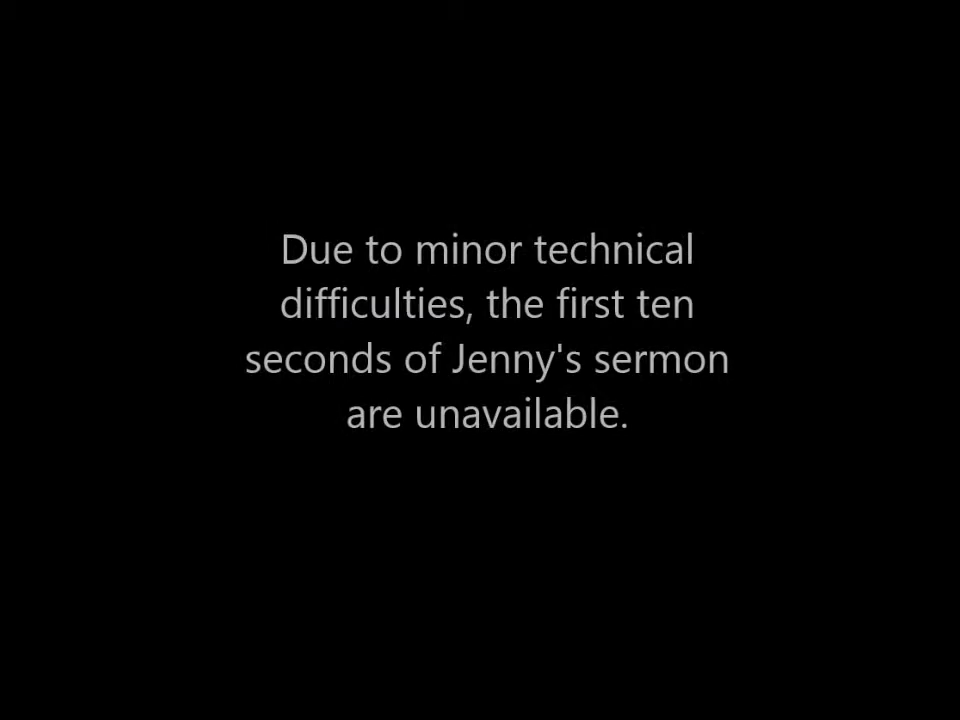 Due to minor technical
difficulties, the first ten
seconds of Jenny's sermon
are unavailable.